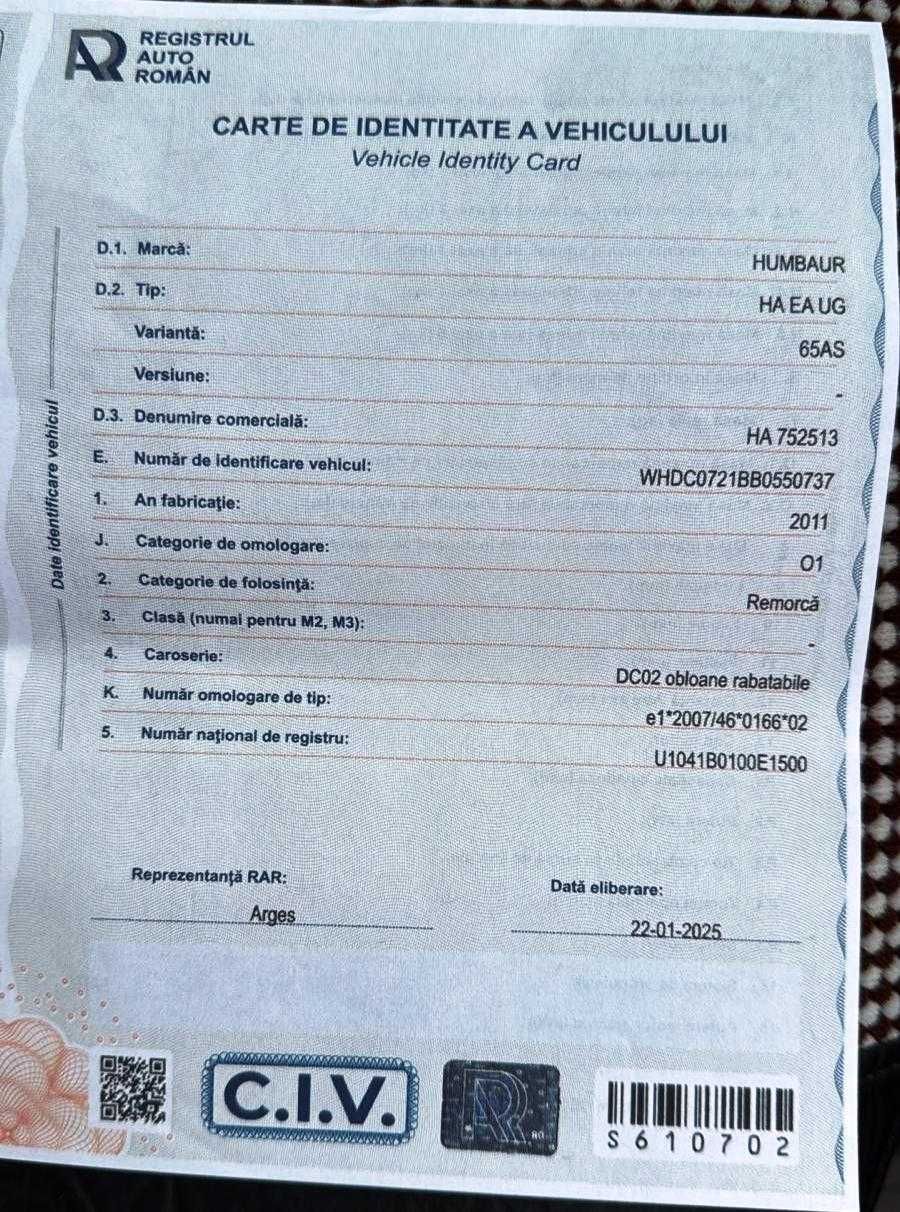 REGISTRUL
AUTO
ROMÂN
CARTE DE IDENTITATE A VEHICULULUI
Vehicle Identity Card
Date identificare vehicul
D.1. Marcă: HUMBAUR
D.2. Tip: HA EA UG
Variantă: 65AS
Versiune: -
D.3. Denumire comercială: HA 752513
E. Număr de identificare vehicul: WHDC0721BB0550737
1. An fabricaţie: 2011
J. Categorie de omologare: O1
2. Categorie de folosinţă: Remorcă
3. Clasă (numai pentru M2, M3): -
4. Caroserie: DC02 obloane rabatabile
K. Număr omologare de tip: e1*2007/46*0166*02
5. Număr naţional de registru: U1041B0100E1500
Reprezentanţă RAR: Dată eliberare:
Arges 22-01-2025
C.I.V.
S610702